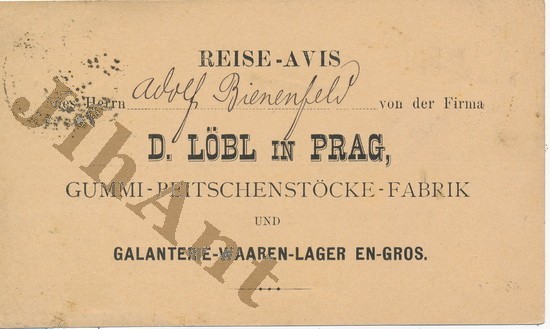 REISE-AVIS
des Herrn Adolf Bienenfeld von der Firma
D. LÖBL IN PRAG,
GUMMI-PEITSCHENSTÖCKE-FABRIK
UND
GALANTERIE-WAAREN-LAGER EN-GROS.
JihAnt